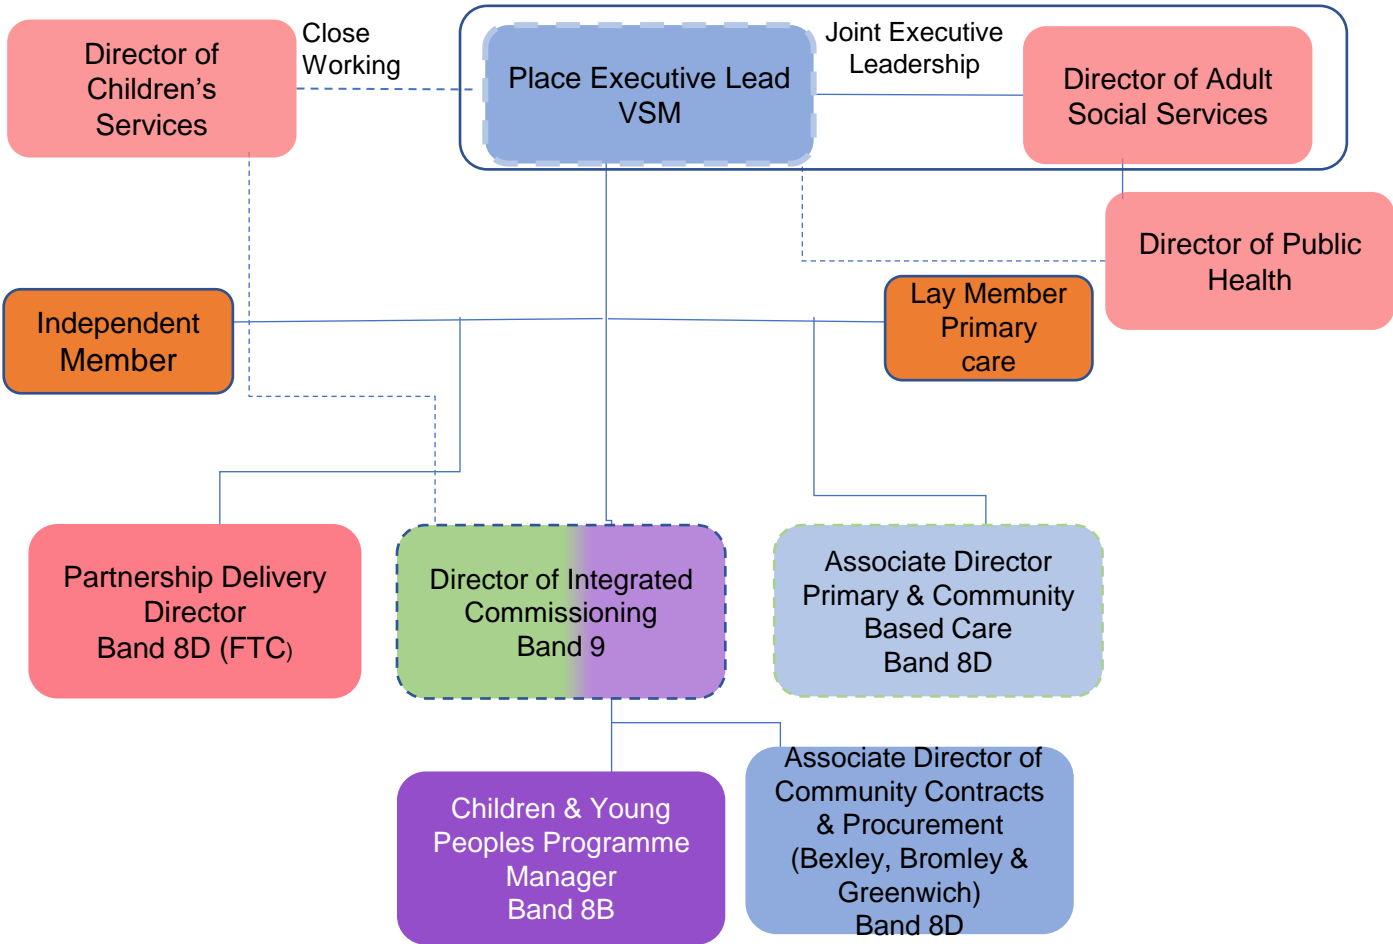 Director of
Children's
Services
Close
Working
Place Executive Lead
VSM
Joint Executive
Leadership
Director of Adult
Social Services
Director of Public
Health
Independent
Member
Lay Member
Primary
care
Partnership Delivery
Director
Band 8D (FTC)
Director of Integrated
Commissioning
Band 9
Associate Director
Primary & Community
Based Care
Band 8D
Children & Young
Peoples Programme
Manager
Band 8B
Associate Director of
Community Contracts
& Procurement
(Bexley, Bromley &
Greenwich)
Band 8D